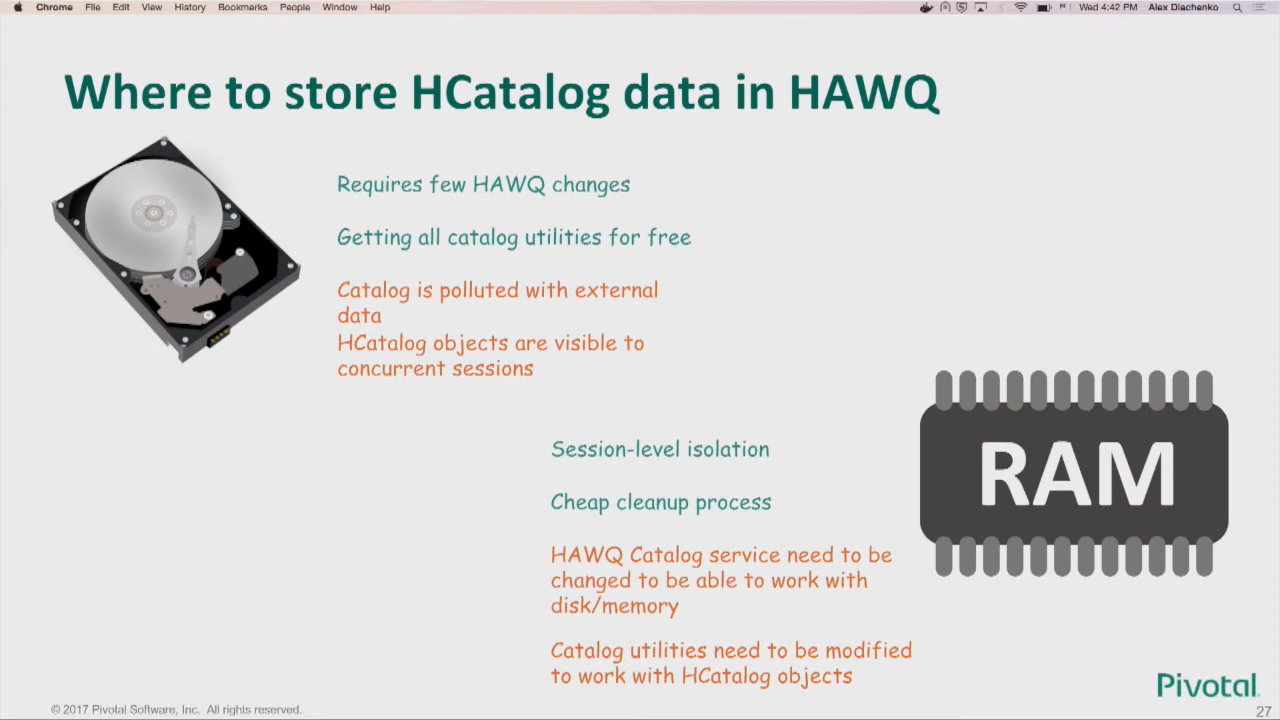 Chrome File Edit View History Bookmarks People Window Help Wed 4:42 PM Alex Diachenko
Where to store HCatalog data in HAWQ
Requires few HAWQ changes
Getting all catalog utilities for free
Catalog is polluted with external
data
HCatalog objects are visible to
concurrent sessions
RAM
Session-level isolation
Cheap cleanup process
HAWQ Catalog service need to be
changed to be able to work with
disk/memory
Catalog utilities need to be modified
to work with HCatalog objects
Pivotal
© 2017 Pivotal Software, Inc. All rights reserved.
27